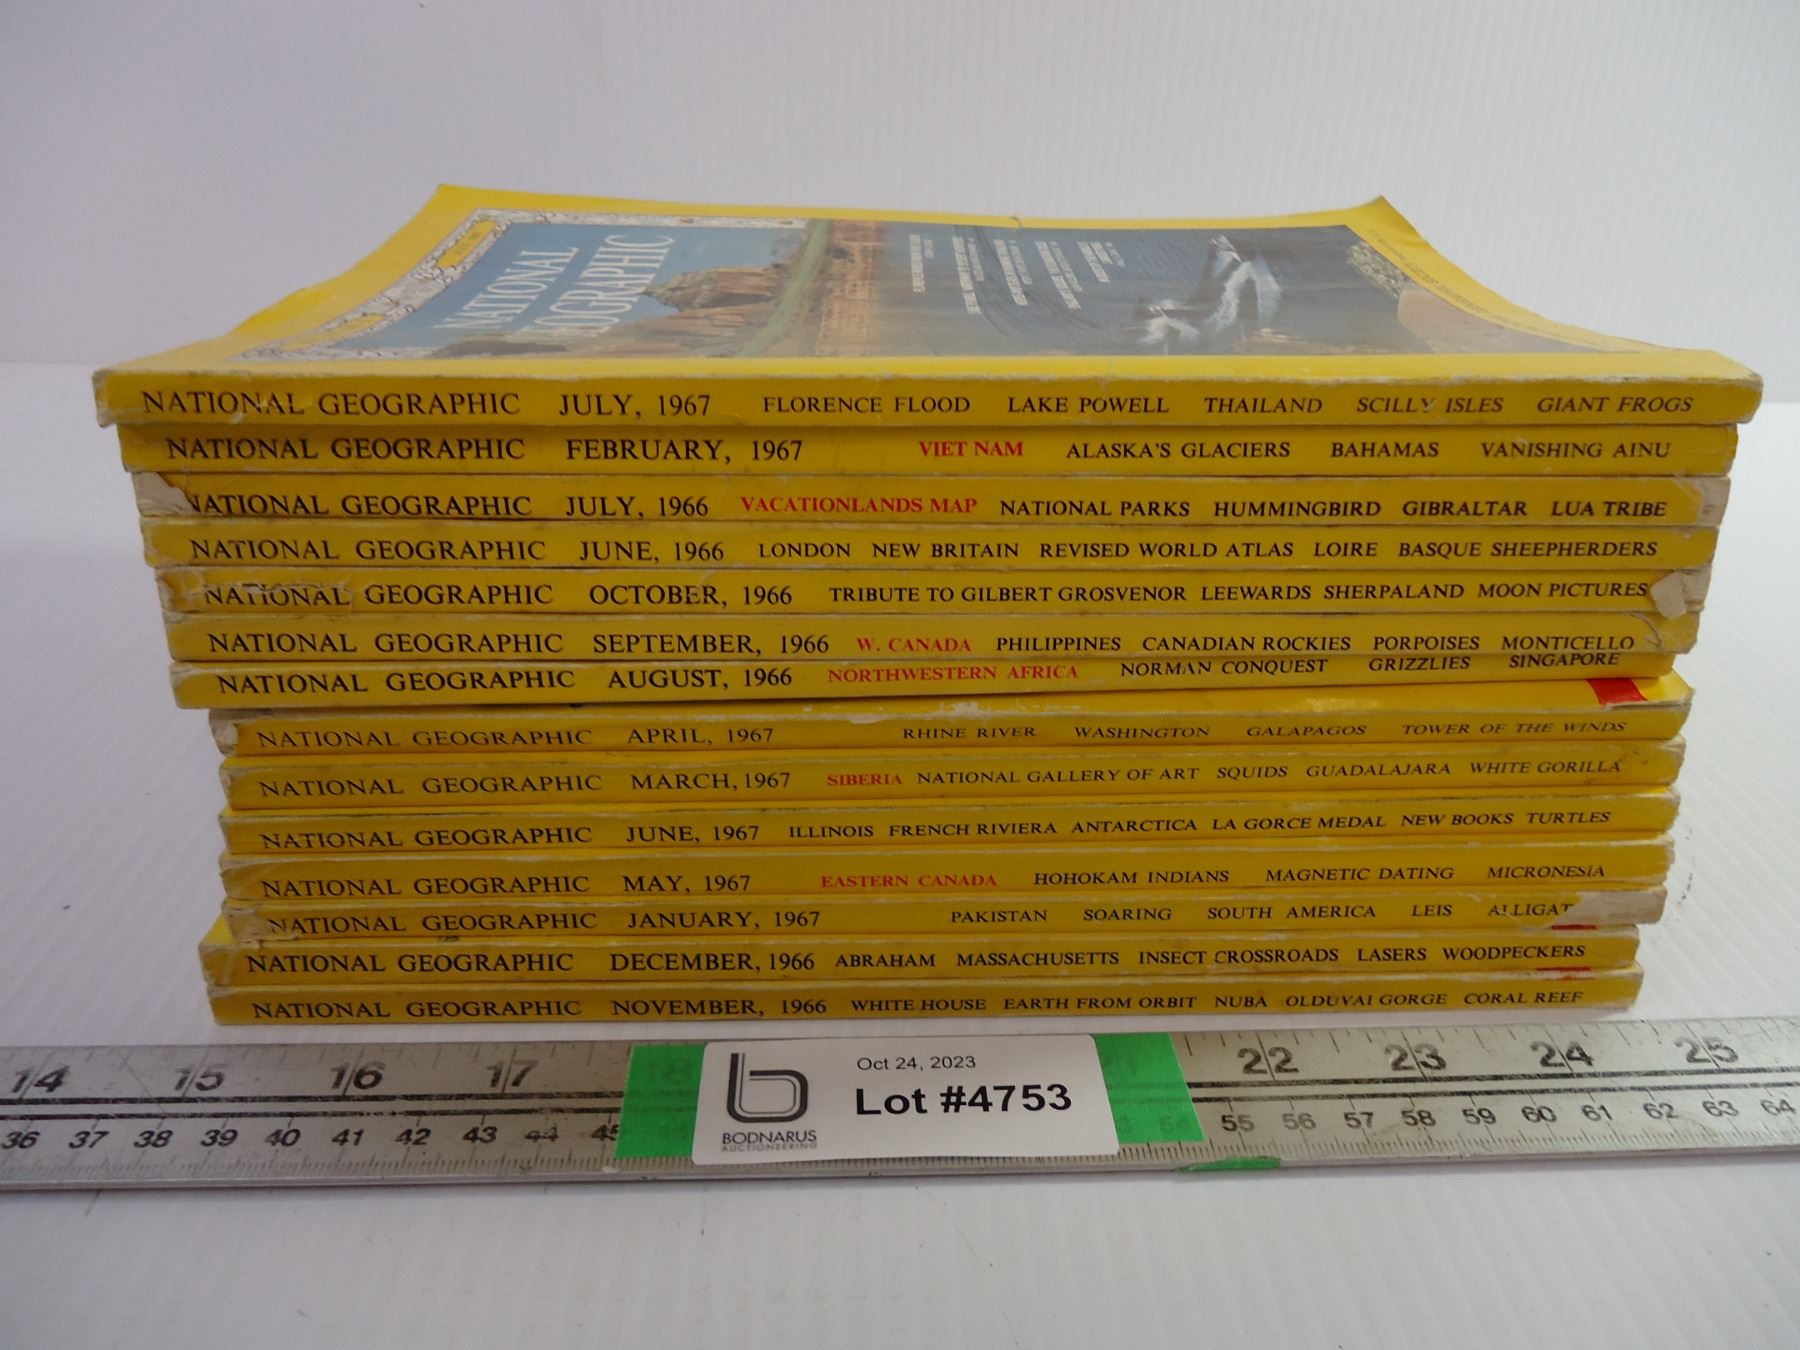 NATIONAL
GEOGRAPHIC
NATIONAL GEOGRAPHIC JULY, 1967 FLORENCE FLOOD LAKE POWELL THAILAND SCILLY ISLES GIANT FROGS
NATIONAL GEOGRAPHIC FEBRUARY, 1967 VIET NAM ALASKA'S GLACIERS BAHAMAS VANISHING AINU
NATIONAL GEOGRAPHIC JULY, 1966 VACATIONLANDS MAP NATIONAL PARKS HUMMINGBIRD GIBRALTAR LUA TRIBE
NATIONAL GEOGRAPHIC JUNE, 1966 LONDON NEW BRITAIN REVISED WORLD ATLAS LOIRE BASQUE SHEEPHERDERS
NATIONAL GEOGRAPHIC OCTOBER, 1966 TRIBUTE TO GILBERT GROSVENOR LEEWARDS SHERPALAND MOON PICTURES
NATIONAL GEOGRAPHIC SEPTEMBER, 1966 W. CANADA PHILIPPINES CANADIAN ROCKIES PORPOISES MONTICELLO
NATIONAL GEOGRAPHIC AUGUST, 1966 NORTHWESTERN AFRICA NORMAN CONQUEST GRIZZLIES SINGAPORE
NATIONAL GEOGRAPHIC APRIL, 1967 RHINE RIVER WASHINGTON GALAPAGOS TOWER OF THE WINDS
NATIONAL GEOGRAPHIC MARCH, 1967 SIBERIA NATIONAL GALLERY OF ART SQUIDS GUADALAJARA WHITE GORILLA
NATIONAL GEOGRAPHIC JUNE, 1967 ILLINOIS FRENCH RIVIERA ANTARCTICA LA GORCE MEDAL NEW BOOKS TURTLES
NATIONAL GEOGRAPHIC MAY, 1967 EASTERN CANADA HOHOKAM INDIANS MAGNETIC DATING MICRONESIA
NATIONAL GEOGRAPHIC JANUARY, 1967 PAKISTAN SOARING SOUTH AMERICA LEIS ALLIGAT
NATIONAL GEOGRAPHIC DECEMBER, 1966 ABRAHAM MASSACHUSETTS INSECT CROSSROADS LASERS WOODPECKERS
NATIONAL GEOGRAPHIC NOVEMBER, 1966 WHITE HOUSE EARTH FROM ORBIT NUBA OLDUVAI GORGE CORAL REEF
14 15 16 17 18 22 23 24 25
36 37 38 39 40 41 42 43 44 45 54 55 56 57 58 59 60 61 62 63 64
Oct 24, 2023
Lot #4753
BODNARUS
AUCTIONEERING